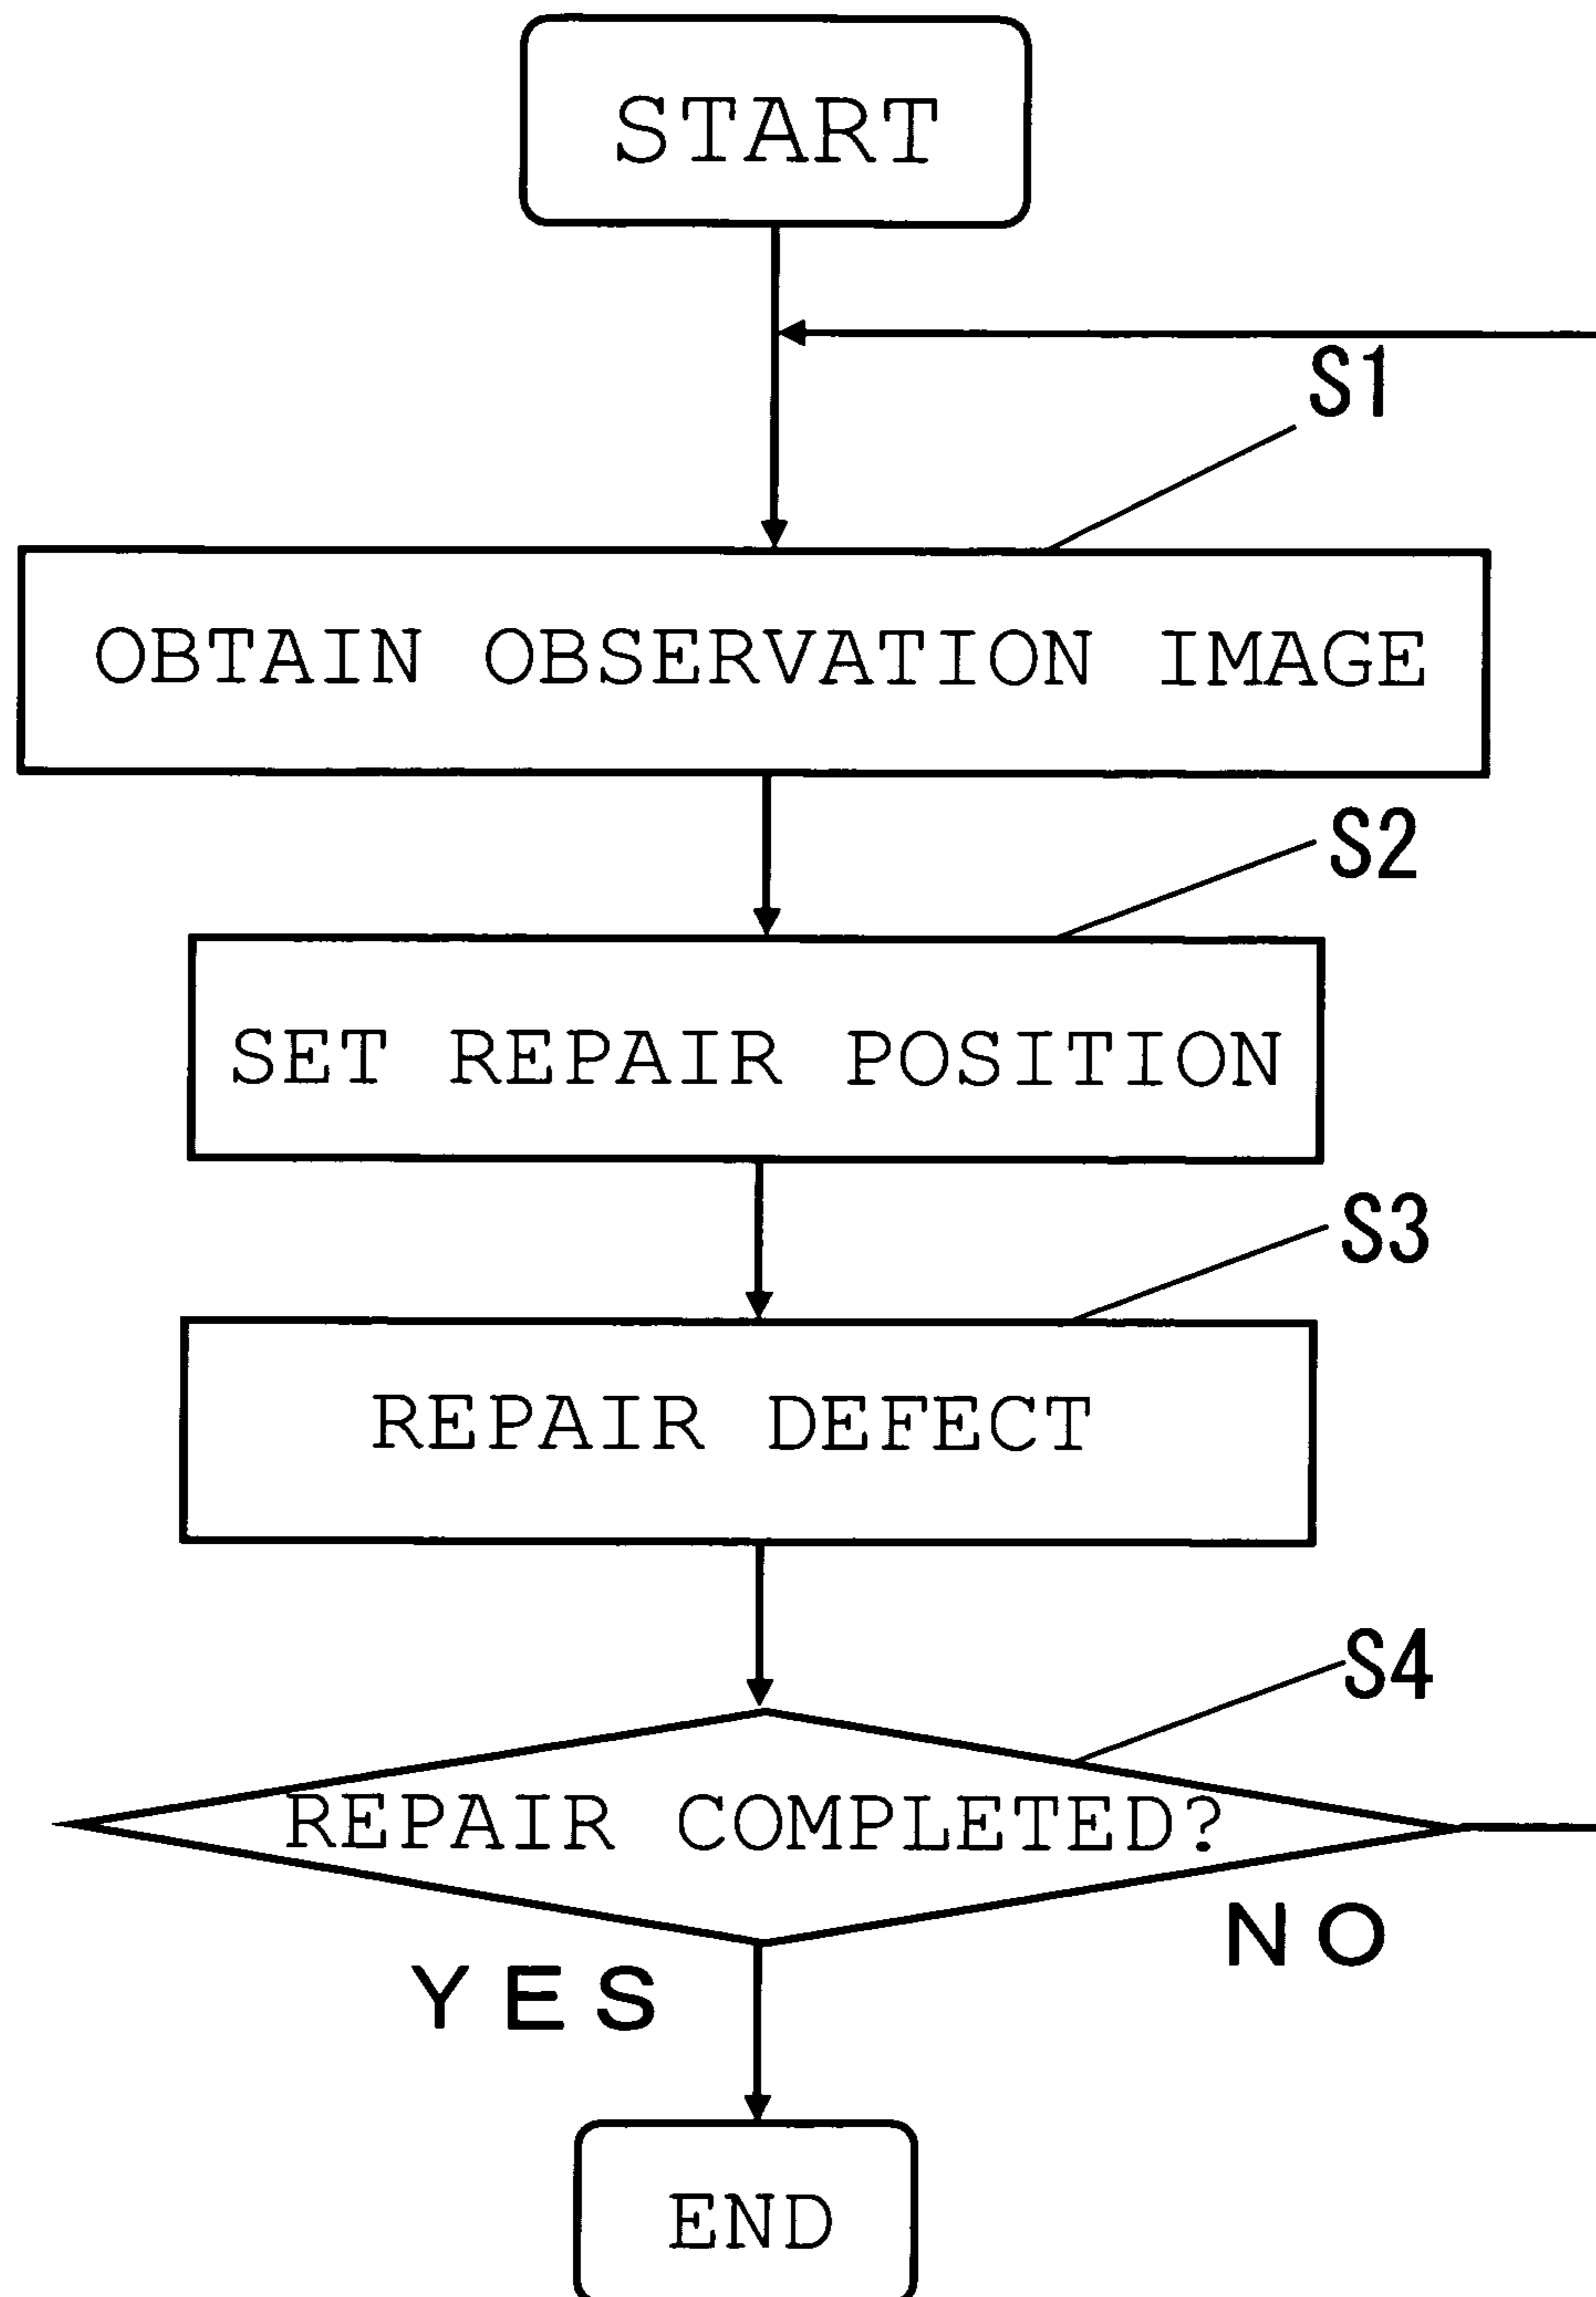 START
S1
OBTAIN OBSERVATION IMAGE
S2
SET REPAIR POSITION
S3
REPAIR DEFECT
S4
REPAIR COMPLETED?
NO
YES
END